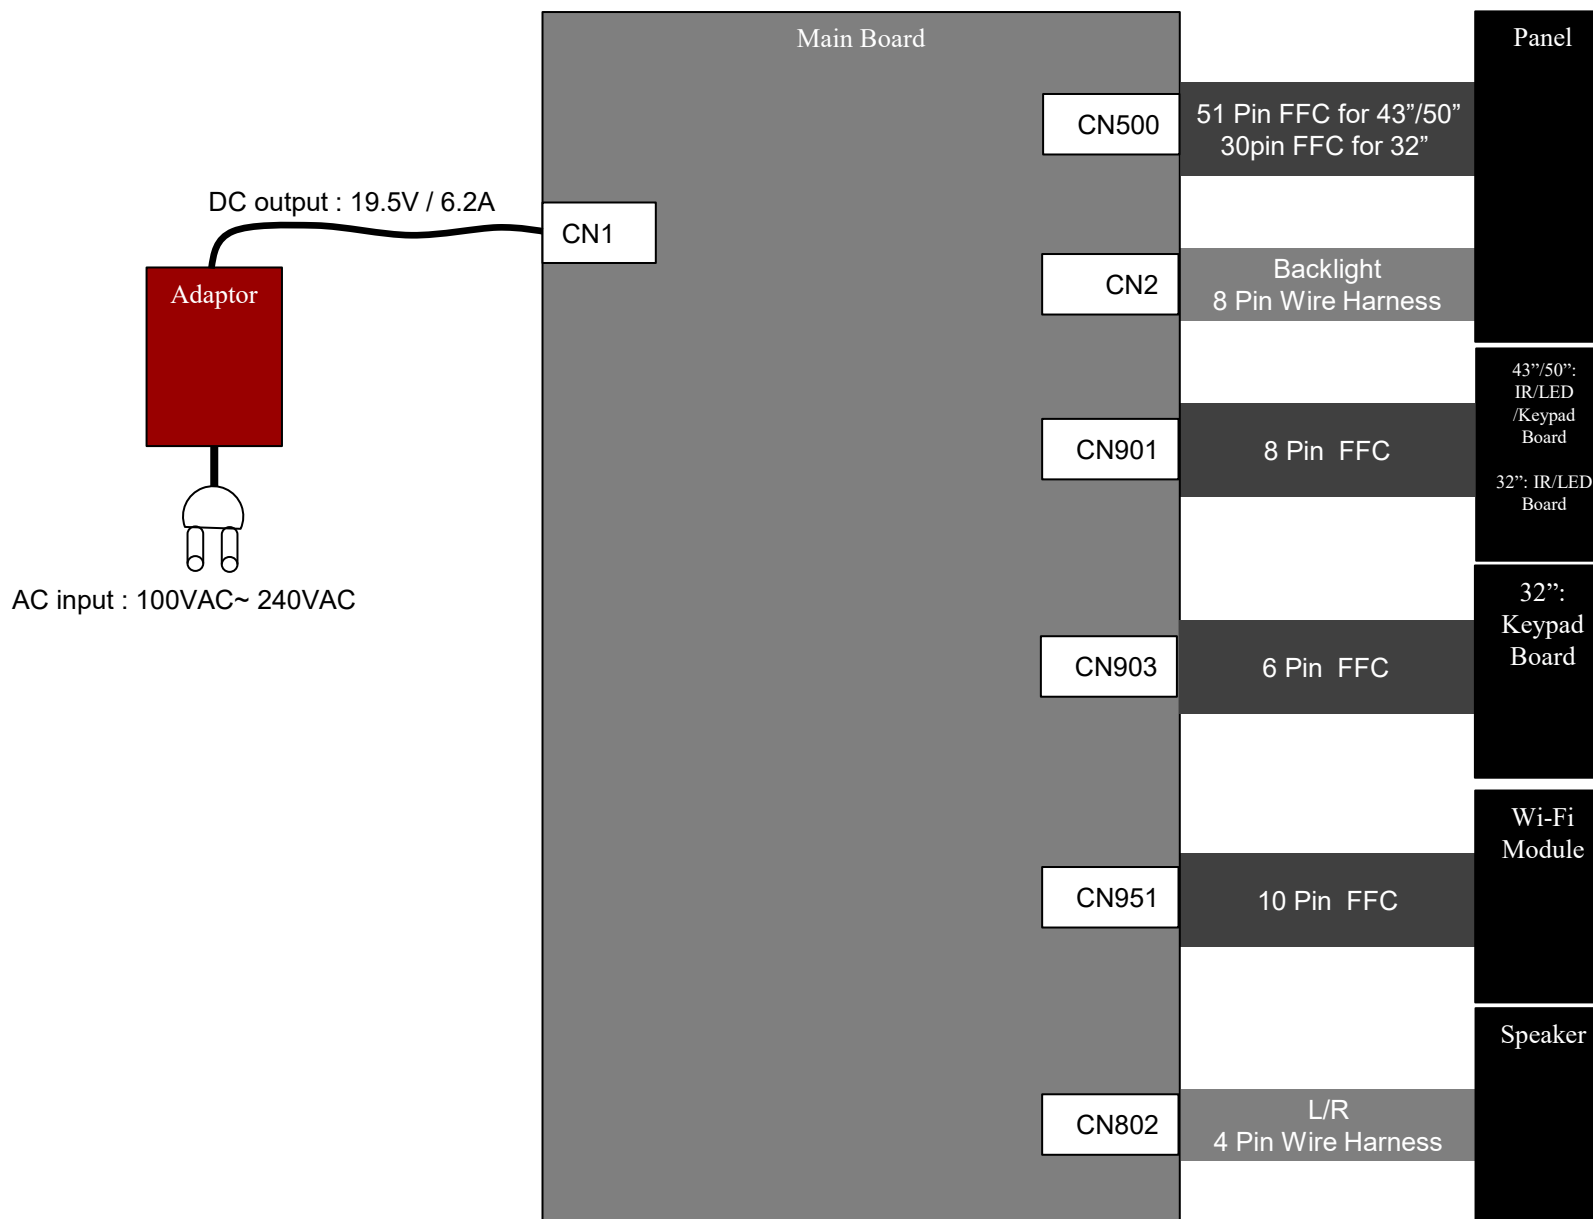 Main Board
Panel
CN500
51 Pin FFC for 43”/50”
30pin FFC for 32”
DC output : 19.5V / 6.2A
CN1
Adaptor
CN2
Backlight
8 Pin Wire Harness
43”/50”:
IR/LED
/Keypad
Board
32”: IR/LED
Board
CN901
8 Pin FFC
AC input : 100VAC~ 240VAC
32”:
Keypad
Board
CN903
6 Pin FFC
Wi-Fi
Module
CN951
10 Pin FFC
Speaker
CN802
L/R
4 Pin Wire Harness